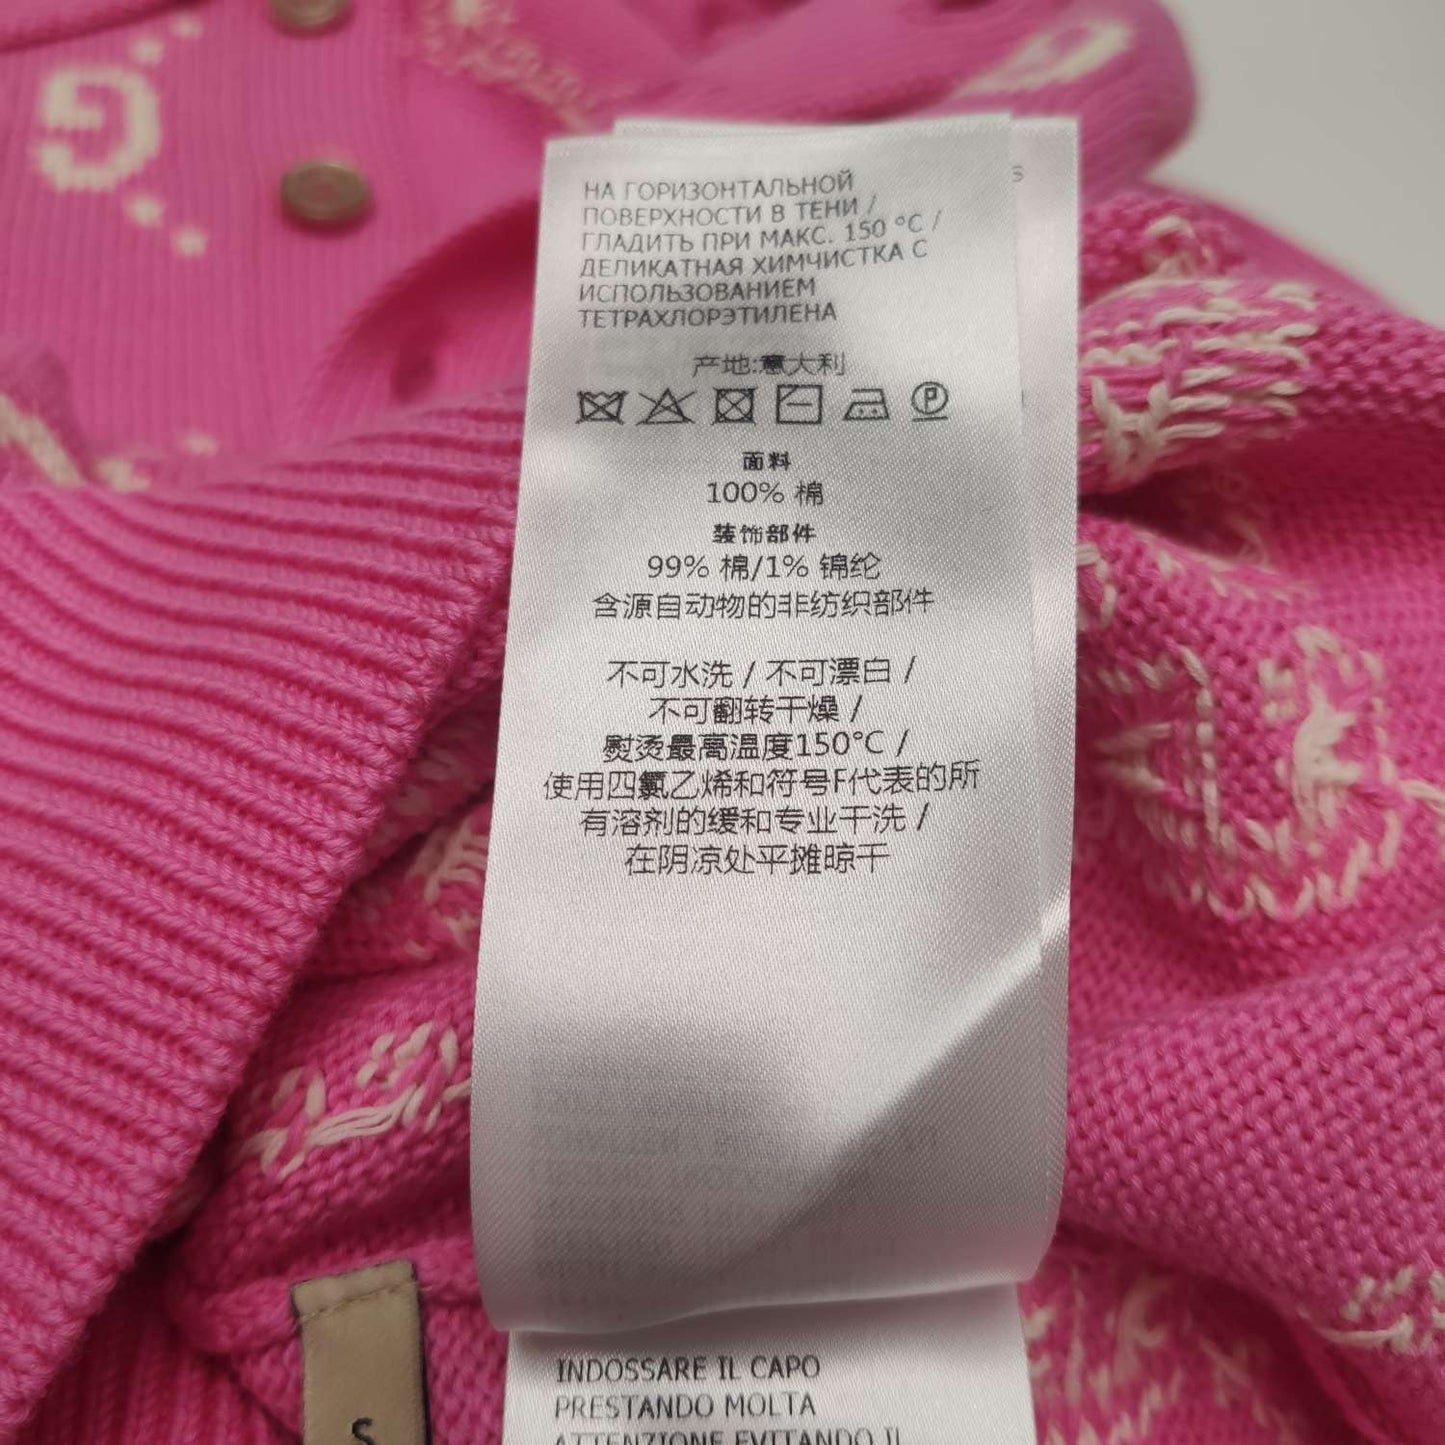 НА ГОРИЗОНТАЛЬНОЙ
ПОВЕРХНОСТИ В ТЕНИ /
ГЛАДИТЬ ПРИ МАКС. 150 °C /
ДЕЛИКАТНАЯ ХИМЧИСТКА С
ИСПОЛЬЗОВАНИЕМ
ТЕТРАХЛОРЭТИЛЕНА
产地:意大利
P
面料
100% 棉
装饰部件
99% 棉/1% 锦纶
含源自动物的非纺织部件
不可水洗 / 不可漂白 /
不可翻转干燥 /
熨烫最高温度150°C /
使用四氯乙烯和符号F代表的所
有溶剂的缓和专业干洗 /
在阴凉处平摊晾干
INDOSSARE IL CAPO
PRESTANDO MOLTA
ATTENZIONE EVITANDO IL
S
G
S